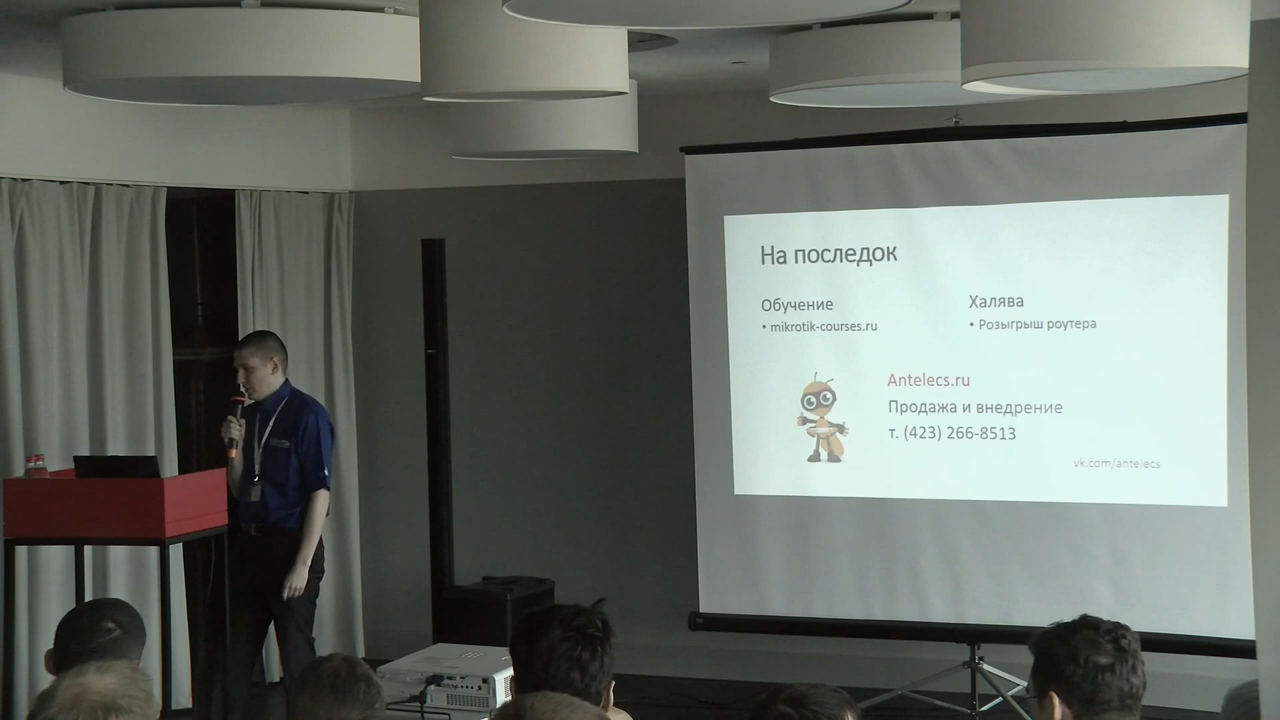 На последок
Обучение
• mikrotik-courses.ru
Халява
• Розыгрыш роутера
Antelecs.ru
Продажа и внедрение
т. (423) 266-8513
vk.com/antelecs